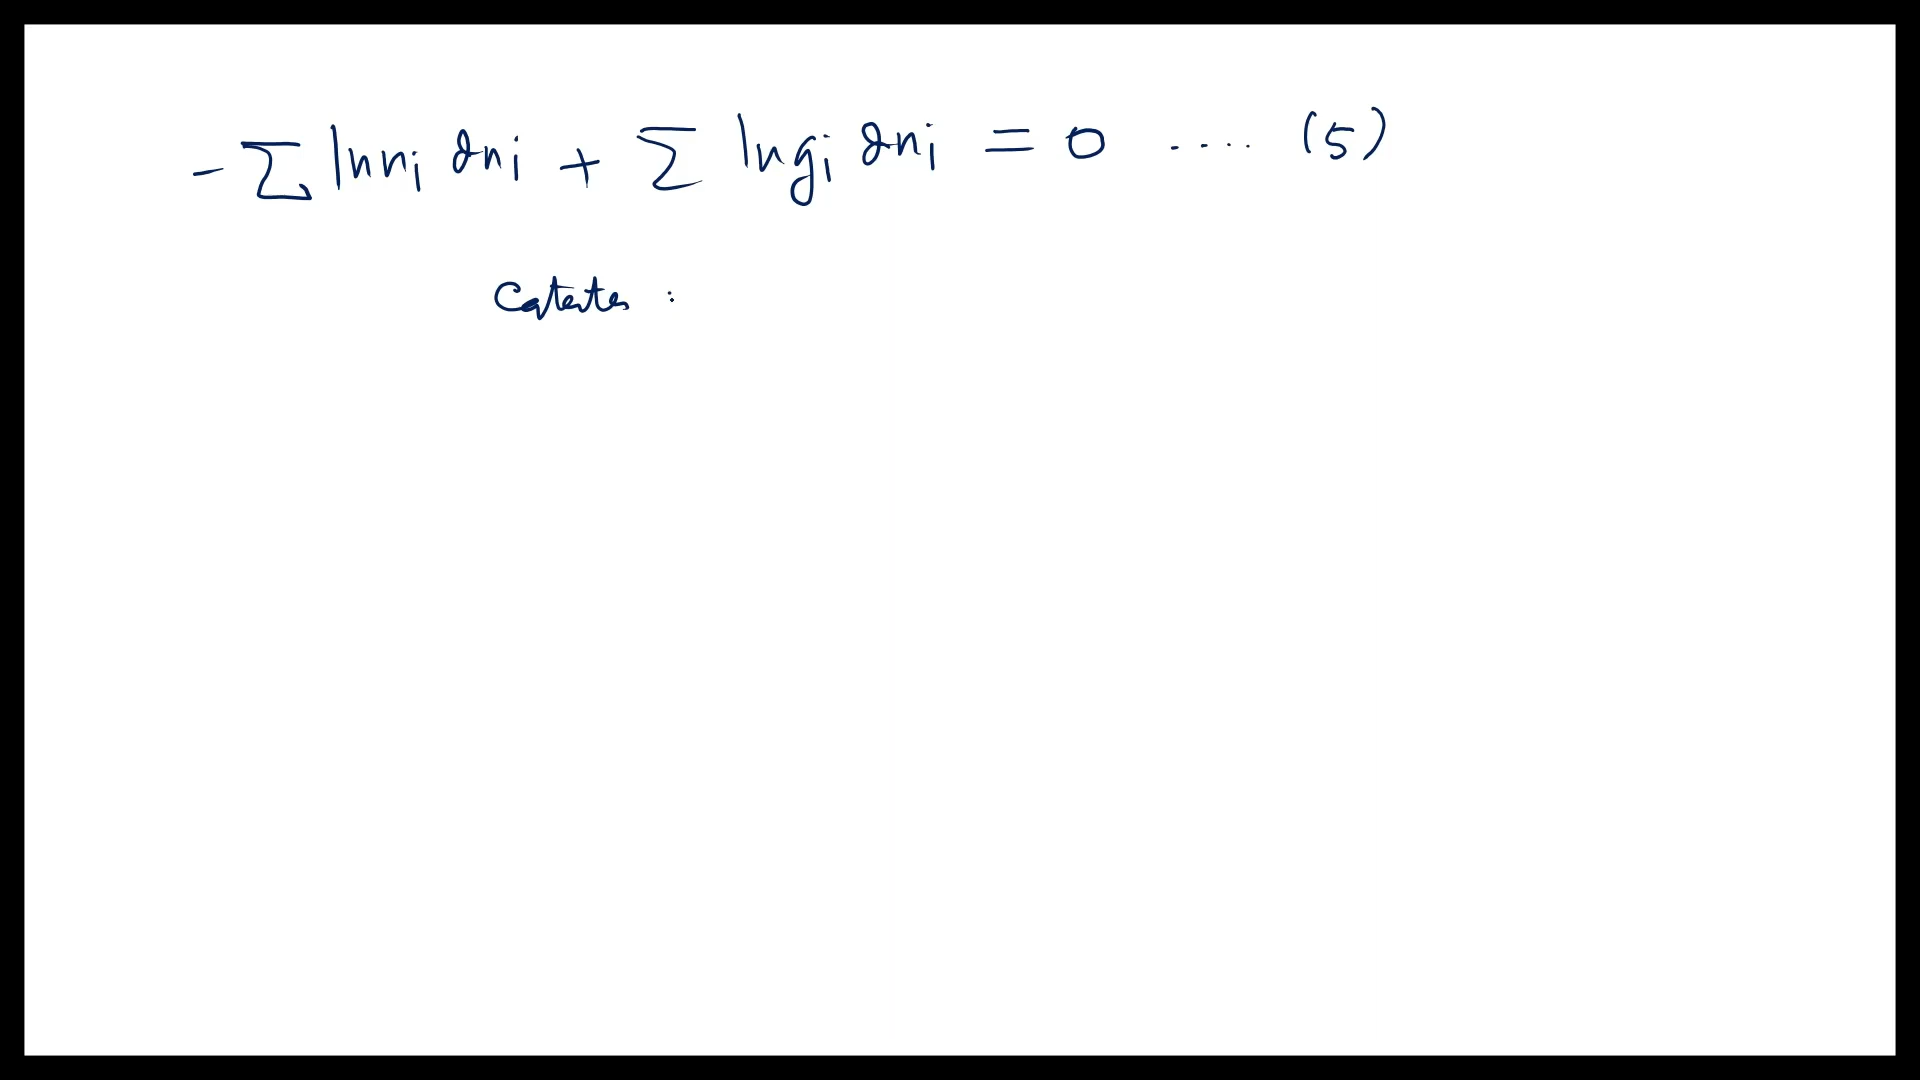 - ∑ ln nᵢ ∂nᵢ + ∑ ln gᵢ ∂nᵢ = 0 .... (5)